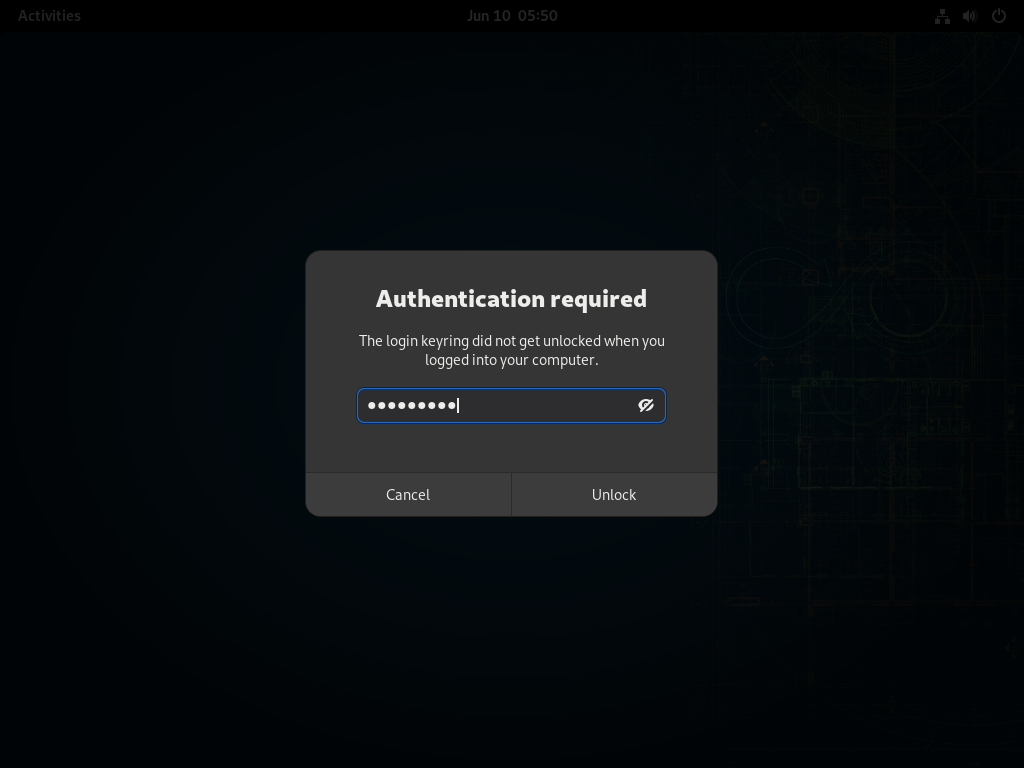 Activities
Jun 10 05:50
Authentication required
The login keyring did not get unlocked when you
logged into your computer.
●●●●●●●●●
Cancel
Unlock